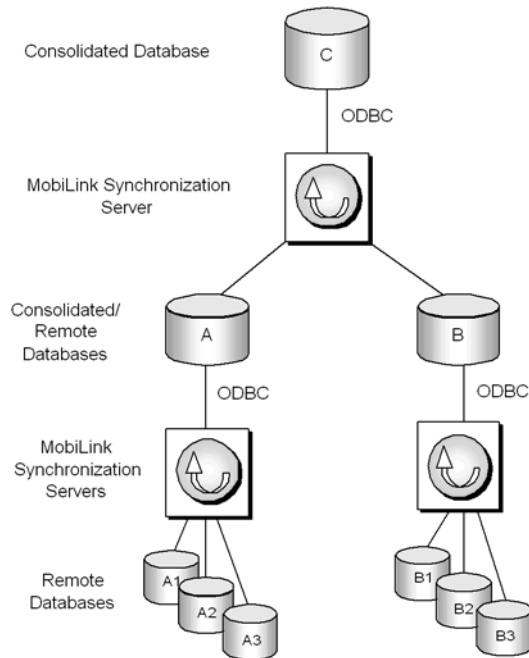 Consolidated Database
C
ODBC
MobiLink Synchronization
Server
Consolidated/
Remote
Databases
A
B
ODBC
ODBC
MobiLink
Synchronization
Servers
Remote
Databases
A1
A2
A3
B1
B2
B3